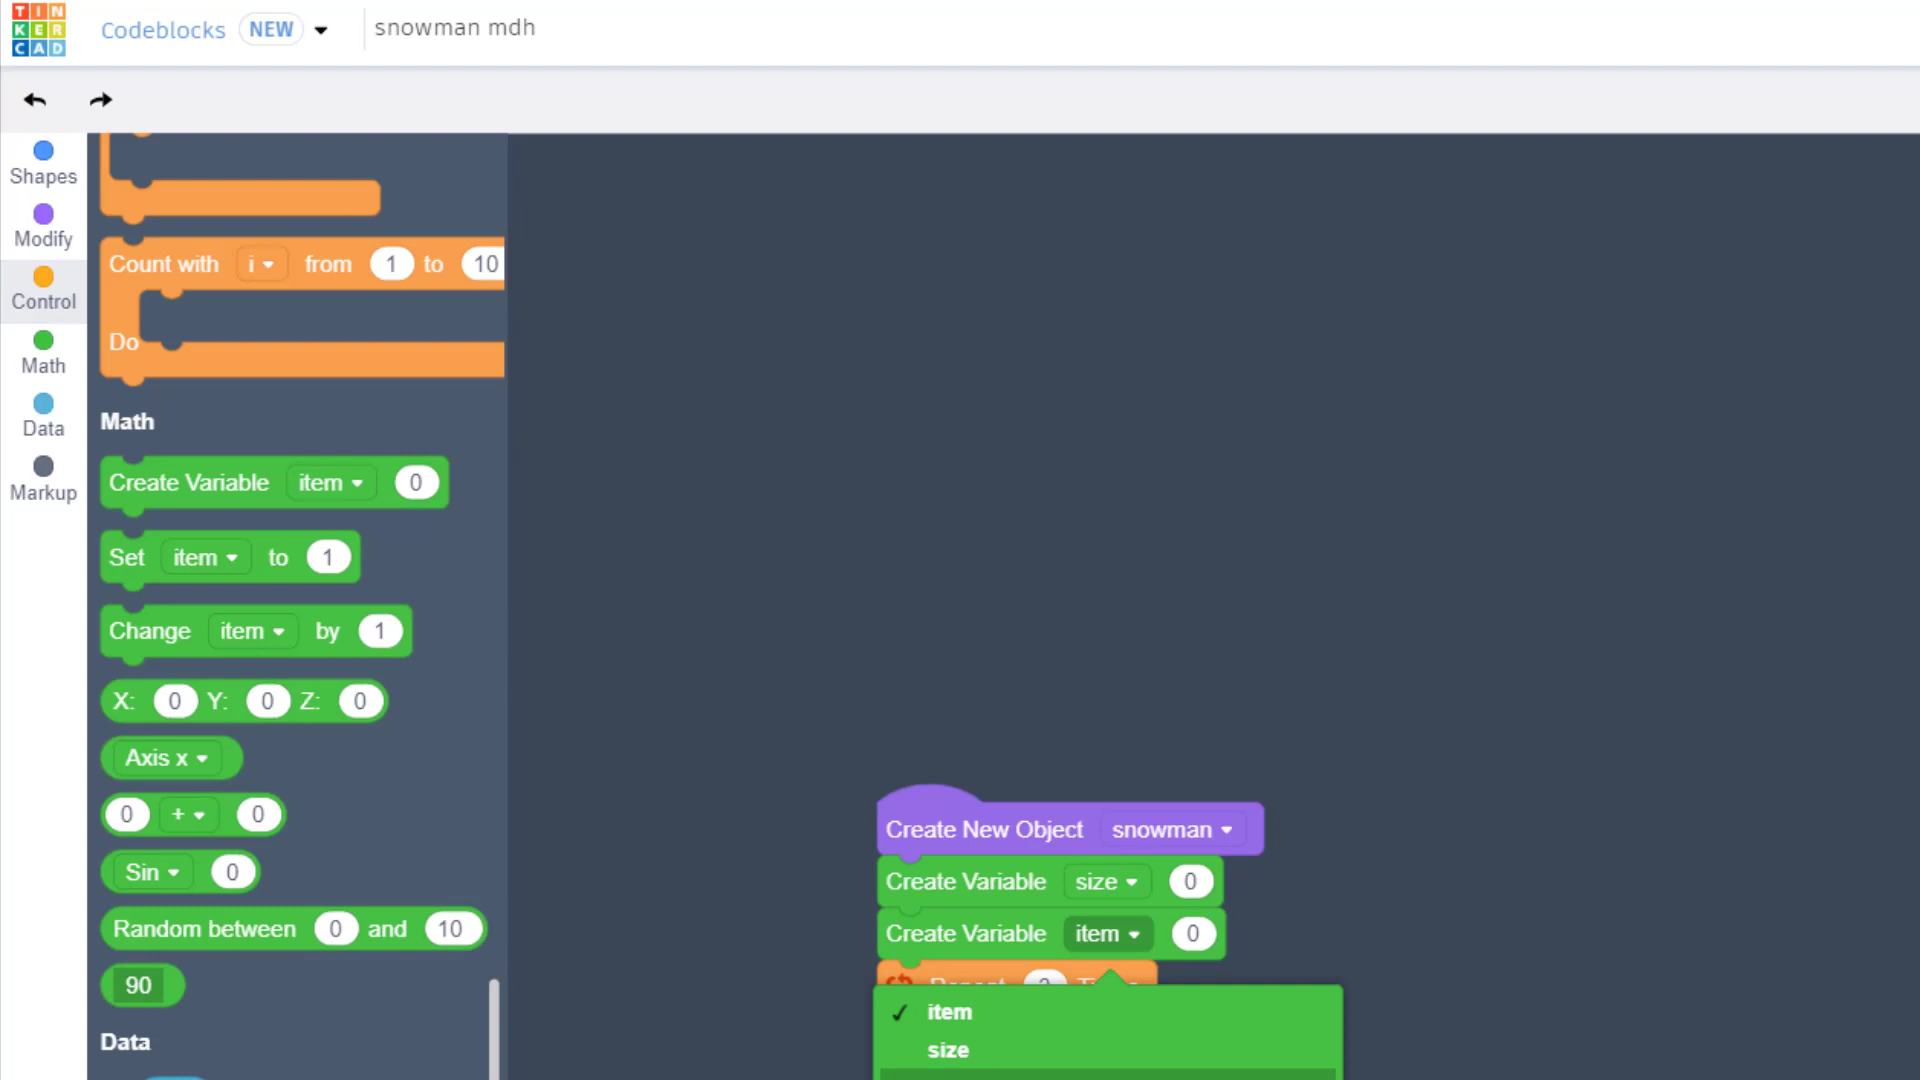 TIN
KER
CAD
Codeblocks NEW
snowman mdh
Shapes
Modify
Control
Math
Data
Markup
Count with i from 1 to 10
Do
Math
Create Variable item 0
Set item to 1
Change item by 1
X: 0 Y: 0 Z: 0
Axis x
0 + 0
Sin 0
Random between 0 and 10
90
Data
Create New Object snowman
Create Variable size 0
Create Variable item 0
Repeat
✓ item
size